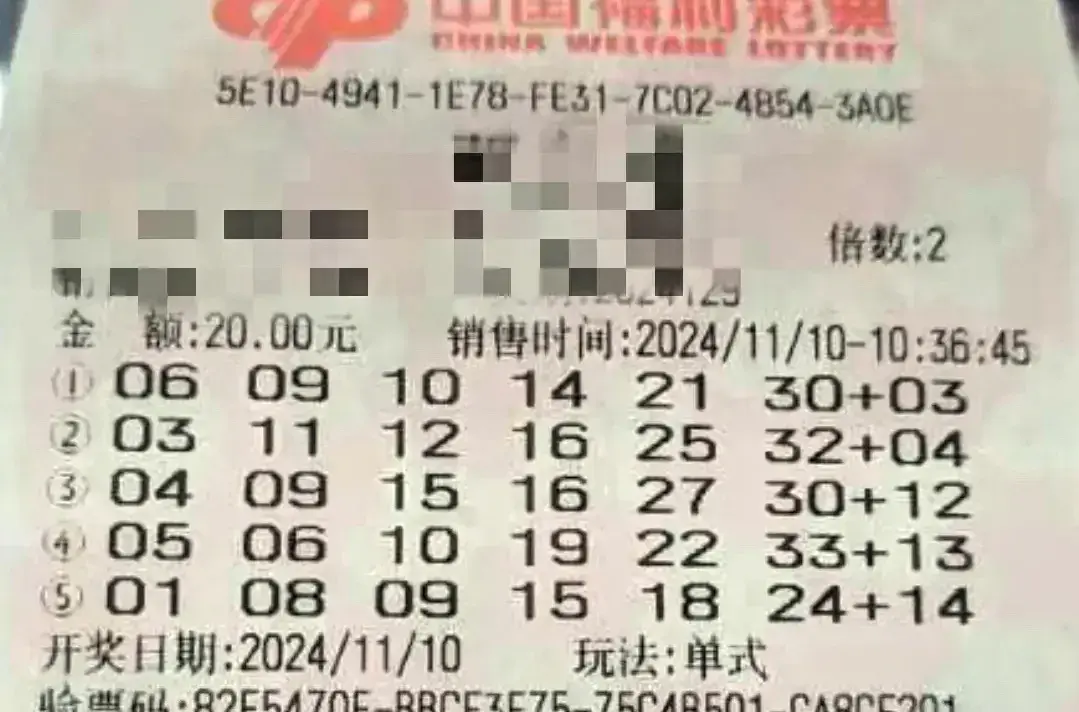 中国福利彩票
CHINA WELFARE LOTTERY
5E10-4941-1E78-FE31-7C02-4B54-3A0E
倍数:2
金 额:20.00元 销售时间:2024/11/10-10:36:45
① 06 09 10 14 21 30+03
② 03 11 12 16 25 32+04
③ 04 09 15 16 27 30+12
④ 05 06 10 19 22 33+13
⑤ 01 08 09 15 18 24+14
开奖日期:2024/11/10 玩法:单式
验票码: